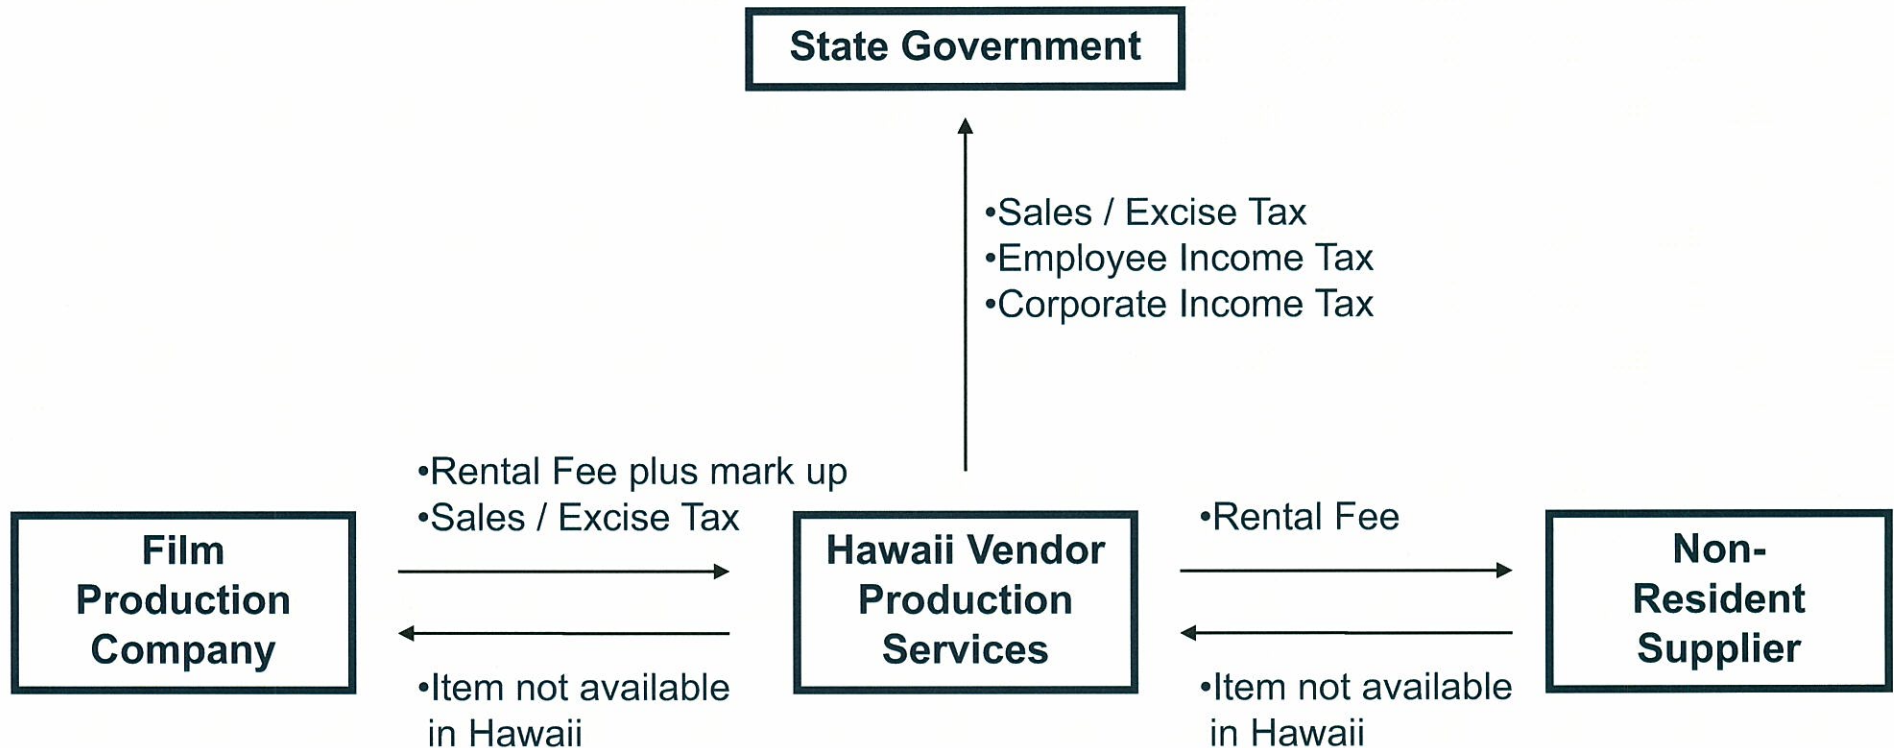 State Government
•Sales / Excise Tax
•Employee Income Tax
•Corporate Income Tax
•Rental Fee plus mark up
•Sales / Excise Tax
•Rental Fee
Film
Production
Company
Hawaii Vendor
Production
Services
Non-
Resident
Supplier
•Item not available
in Hawaii
•Item not available
in Hawaii